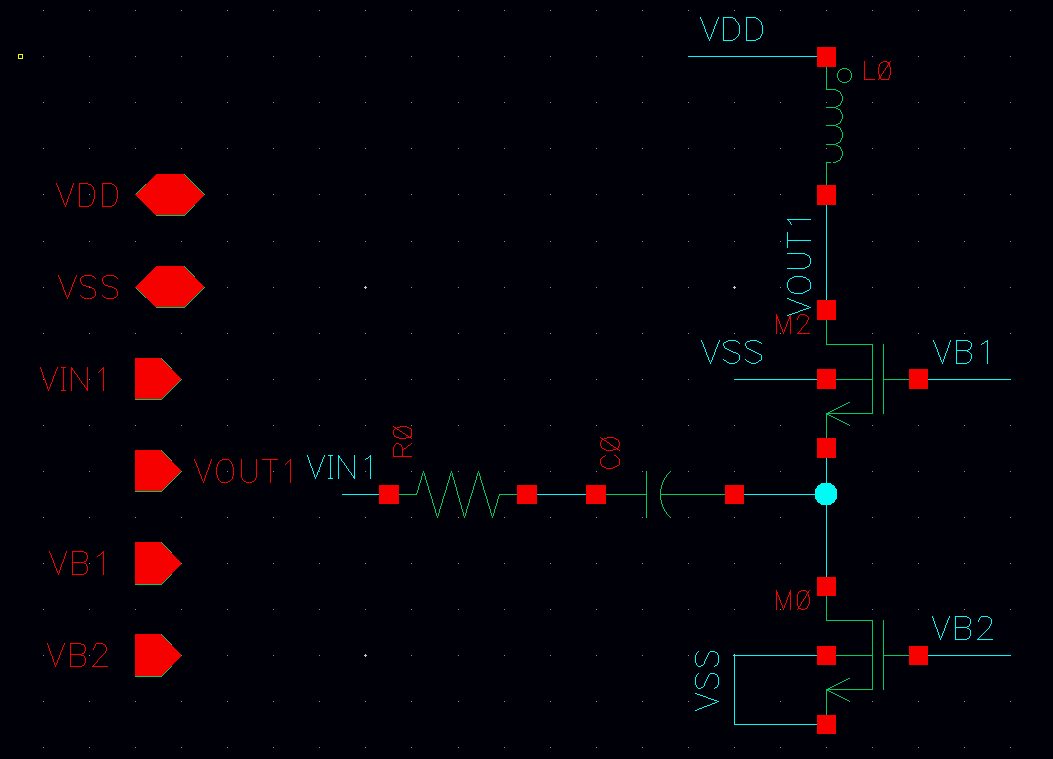 VDD
LØ
VDD
VOUT1
VSS
M2
VSS
VB1
VIN1
RØ
CØ
VOUT1
VIN1
VB1
MØ
VB2
VB2
VSS